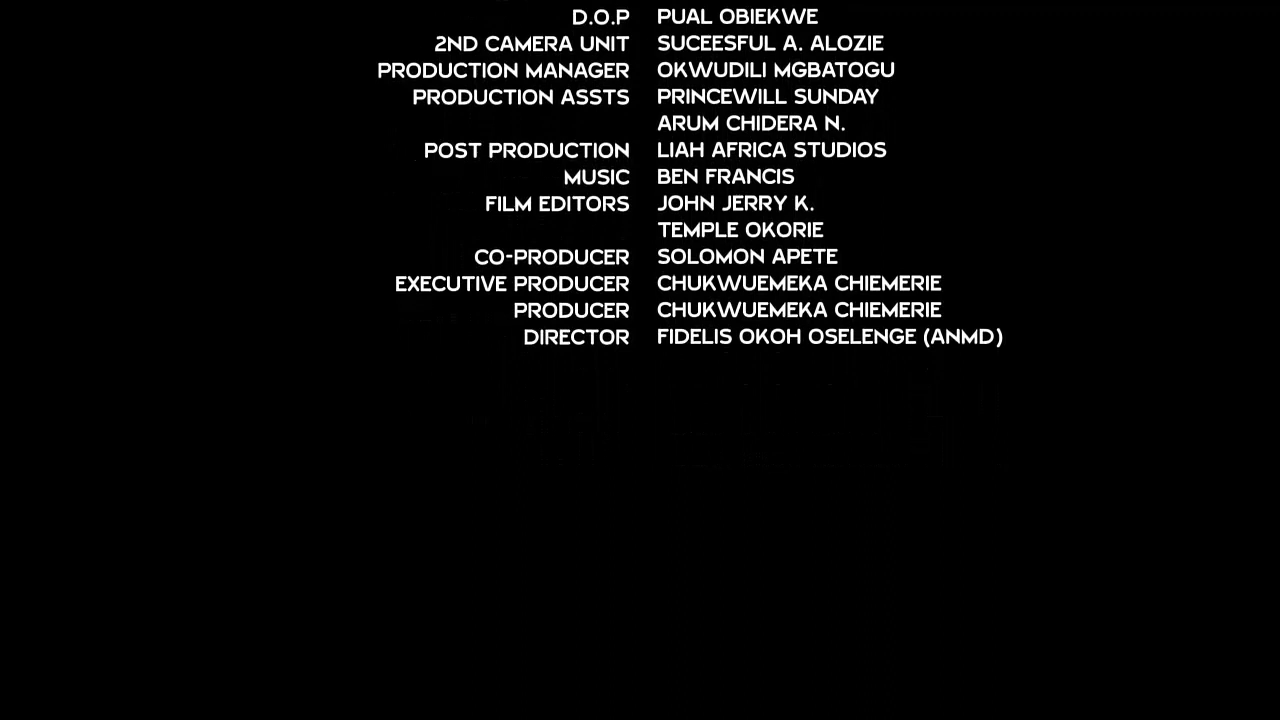 D.O.P PUAL OBIEKWE
2ND CAMERA UNIT SUCEESFUL A. ALOZIE
PRODUCTION MANAGER OKWUDILI MGBATOGU
PRODUCTION ASSTS PRINCEWILL SUNDAY
ARUM CHIDERA N.
POST PRODUCTION LIAH AFRICA STUDIOS
MUSIC BEN FRANCIS
FILM EDITORS JOHN JERRY K.
TEMPLE OKORIE
CO-PRODUCER SOLOMON APETE
EXECUTIVE PRODUCER CHUKWUEMEKA CHIEMERIE
PRODUCER CHUKWUEMEKA CHIEMERIE
DIRECTOR FIDELIS OKOH OSELENGE (ANMD)